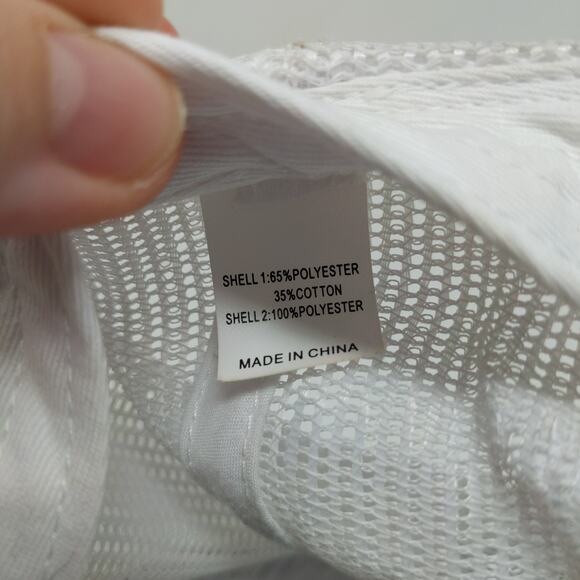 SHELL 1:65%POLYESTER
35%COTTON
SHELL 2:100%POLYESTER
MADE IN CHINA